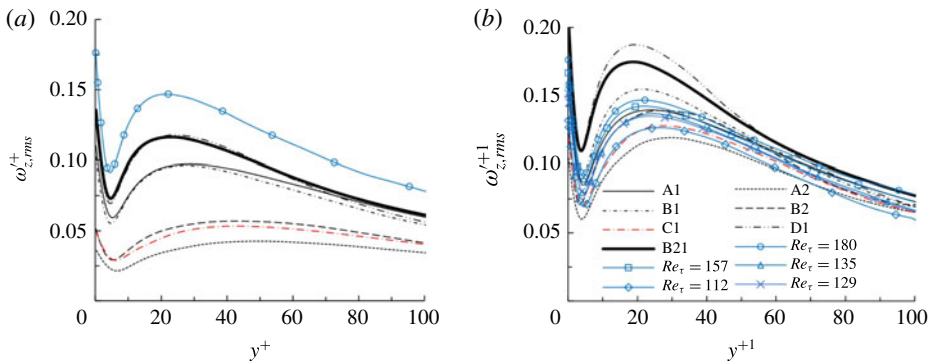 (a)
(b)
0.20
0.15
0.10
0.05
0
20
40
60
80
100
y+
ω′+z,rms
0.20
0.15
0.10
0.05
0
20
40
60
80
100
y+1
ω′+1z,rms
A1
B1
C1
B21
Reτ = 157
Reτ = 112
A2
B2
D1
Reτ = 180
Reτ = 135
Reτ = 129